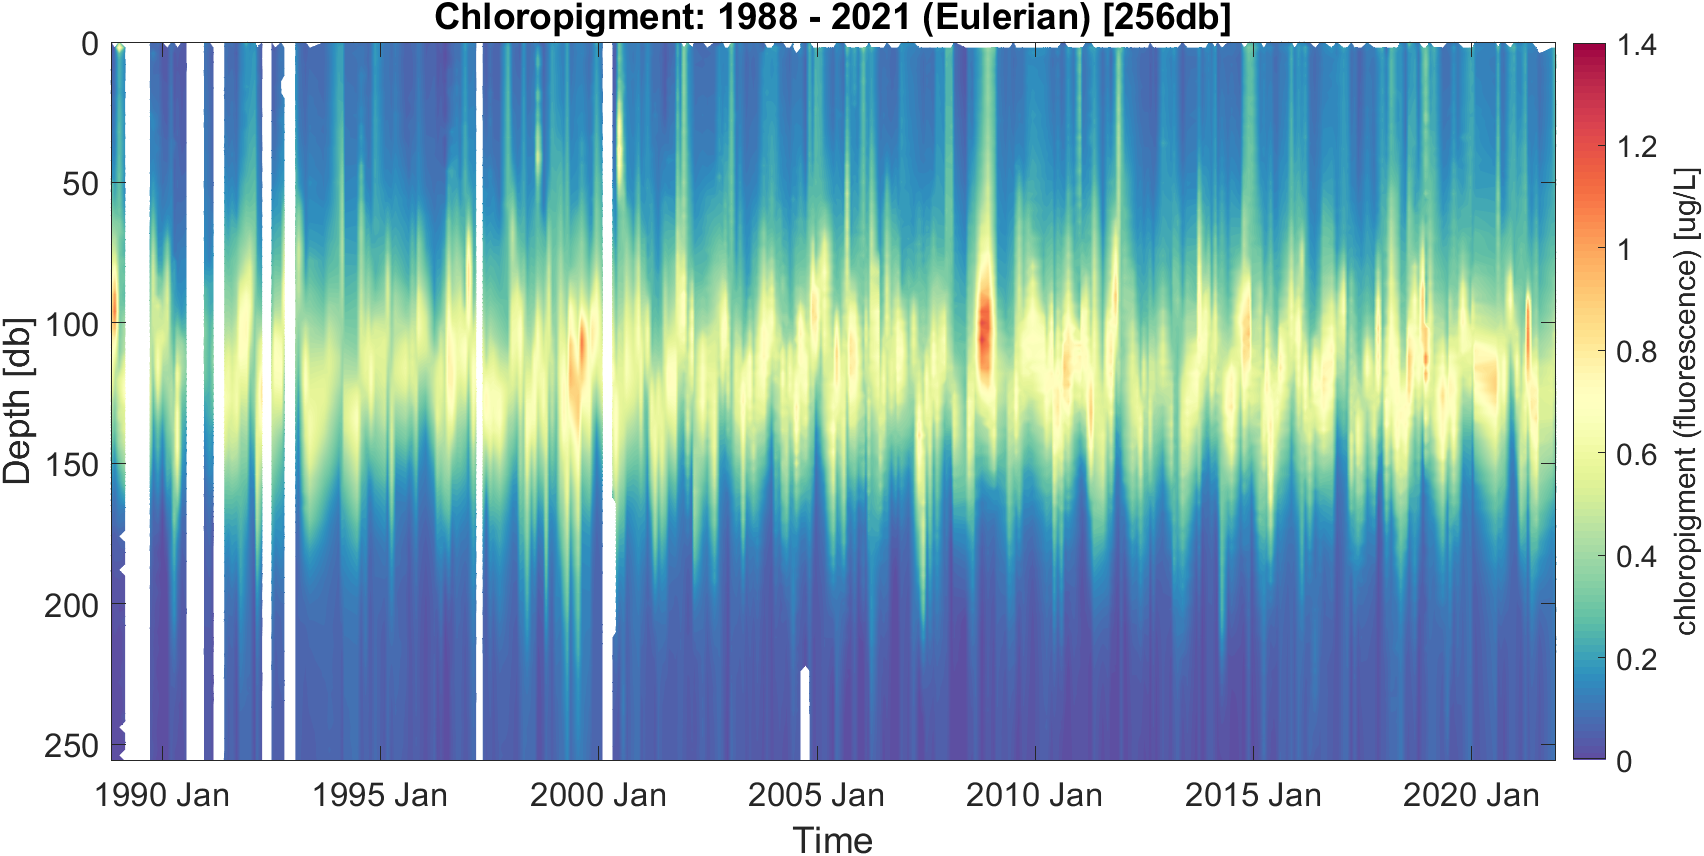 Chloropigment: 1988 - 2021 (Eulerian) [256db]
0
50
100
150
200
250
Depth [db]
1990 Jan
1995 Jan
2000 Jan
2005 Jan
2010 Jan
2015 Jan
2020 Jan
Time
1.4
1.2
1
0.8
0.6
0.4
0.2
0
chloropigment (fluorescence) [ug/L]